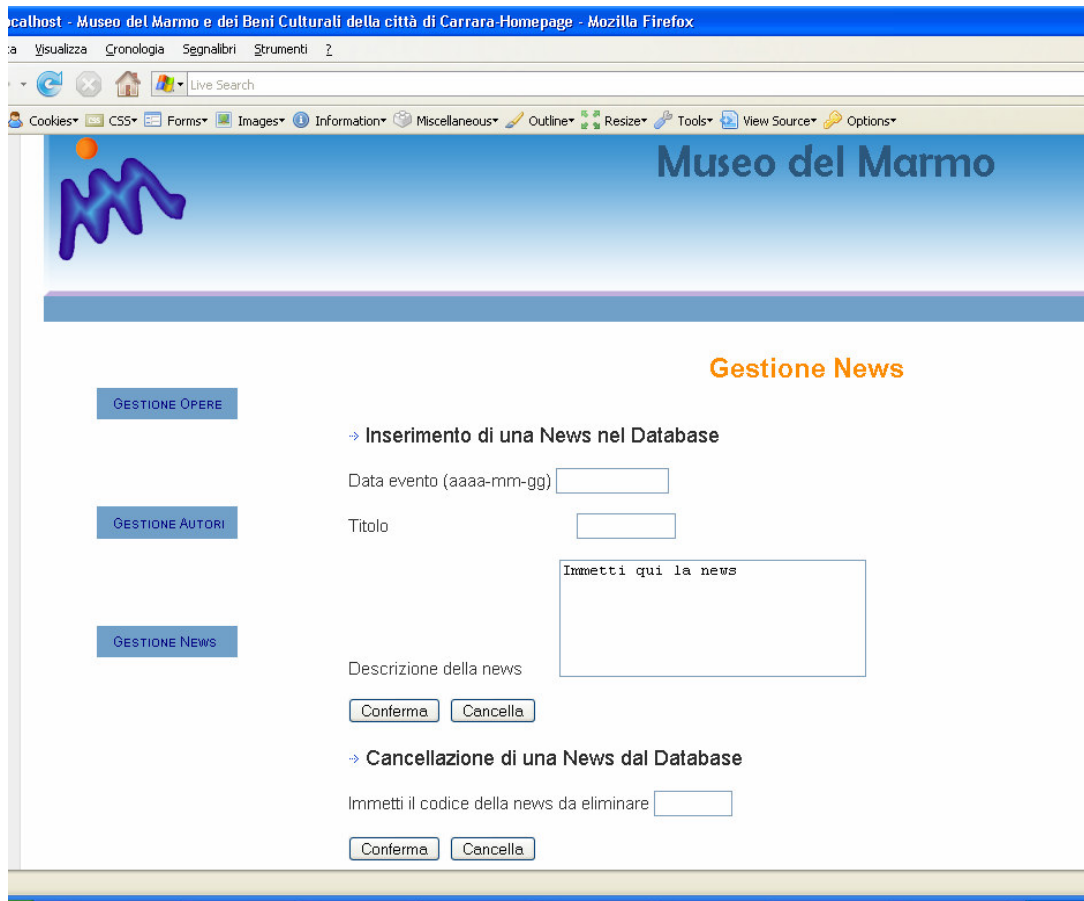 ocalhost - Museo del Marmo e dei Beni Culturali della città di Carrara-Homepage - Mozilla Firefox
ca Visualizza Cronologia Segnalibri Strumenti ?
Live Search
Cookies CSS Forms Images Information Miscellaneous Outline Resize Tools View Source Options
Museo del Marmo
Gestione News
GESTIONE OPERE
Inserimento di una News nel Database
Data evento (aaaa-mm-gg)
GESTIONE AUTORI
Titolo
Immetti qui la news
GESTIONE NEWS
Descrizione della news
Conferma Cancella
Cancellazione di una News dal Database
Immetti il codice della news da eliminare
Conferma Cancella